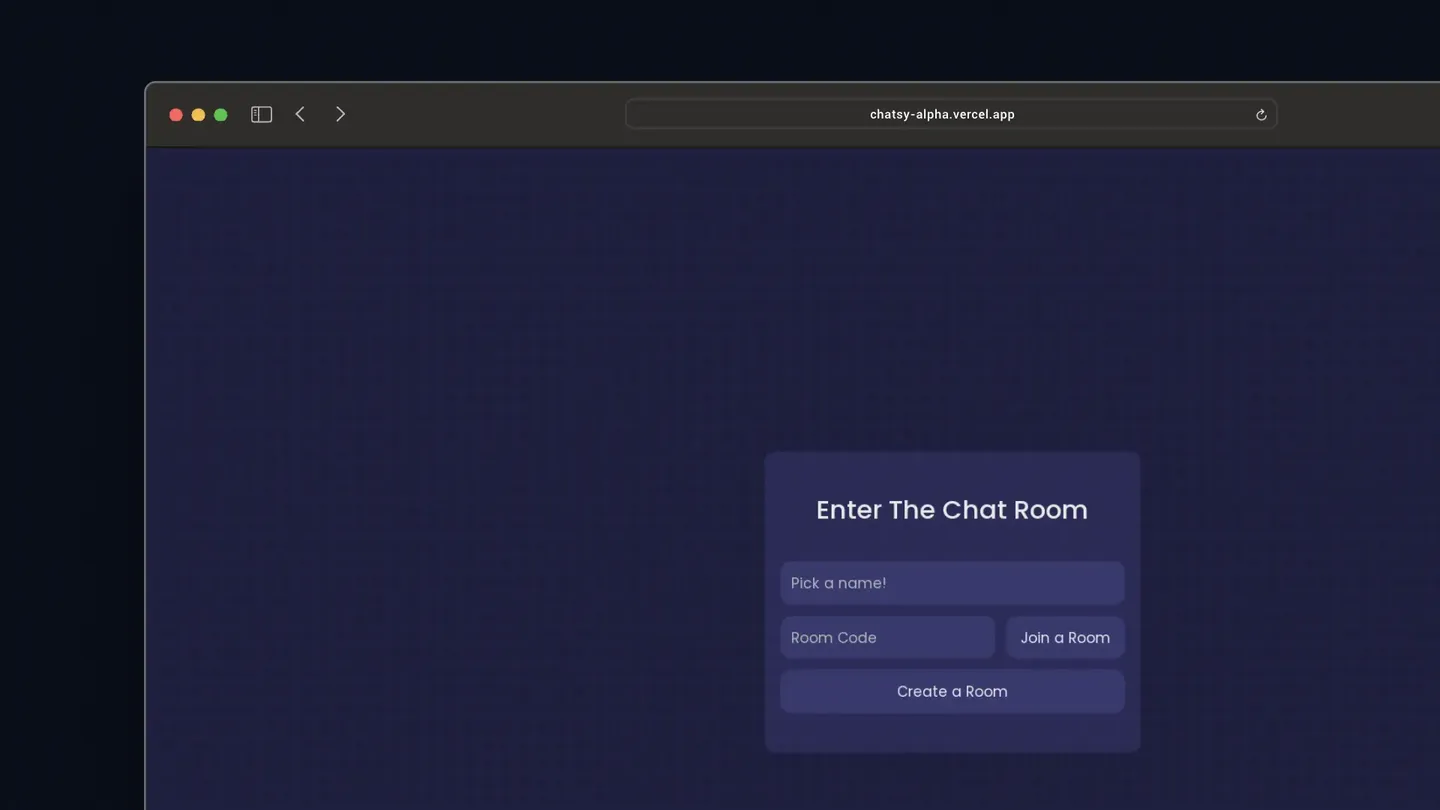 chatsy-alpha.vercel.app
Enter The Chat Room
Pick a name!
Room Code
Join a Room
Create a Room